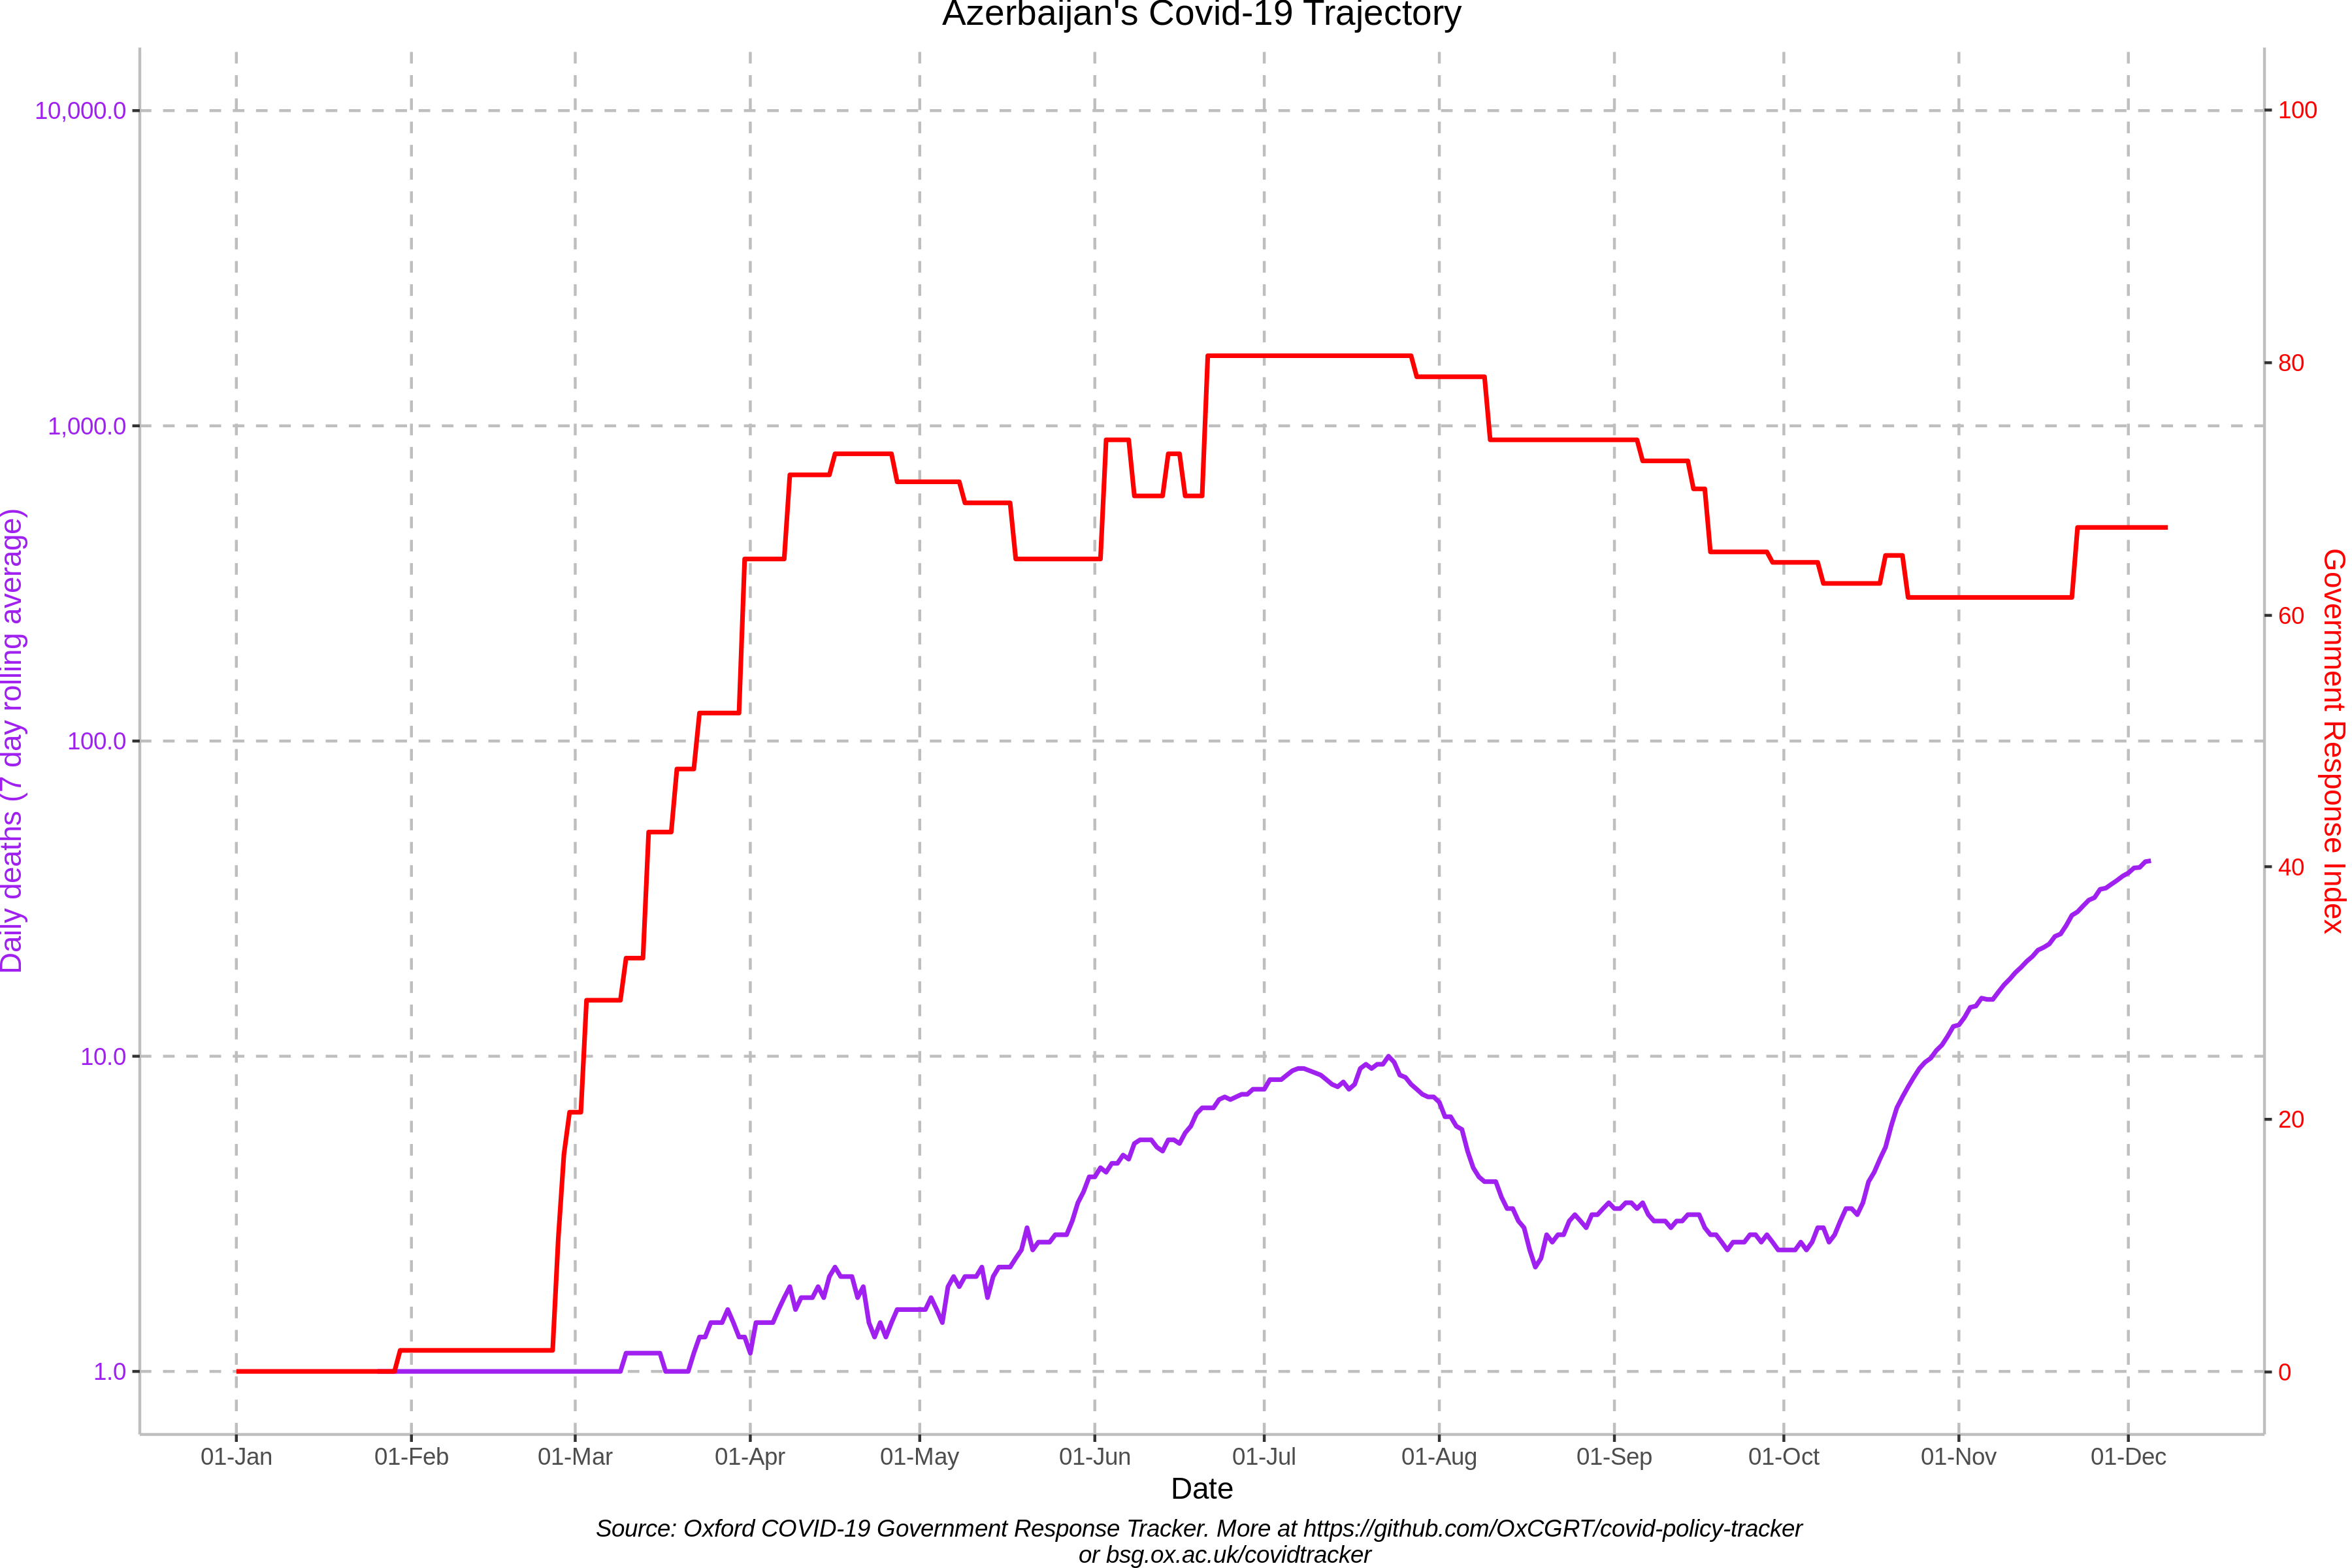 Azerbaijan's Covid-19 Trajectory
10,000.0
1,000.0
100.0
10.0
1.0
Daily deaths (7 day rolling average)
100
80
60
40
20
0
Government Response Index
01-Jan
01-Feb
01-Mar
01-Apr
01-May
01-Jun
01-Jul
01-Aug
01-Sep
01-Oct
01-Nov
01-Dec
Date
Source: Oxford COVID-19 Government Response Tracker. More at https://github.com/OxCGRT/covid-policy-tracker
or bsg.ox.ac.uk/covidtracker